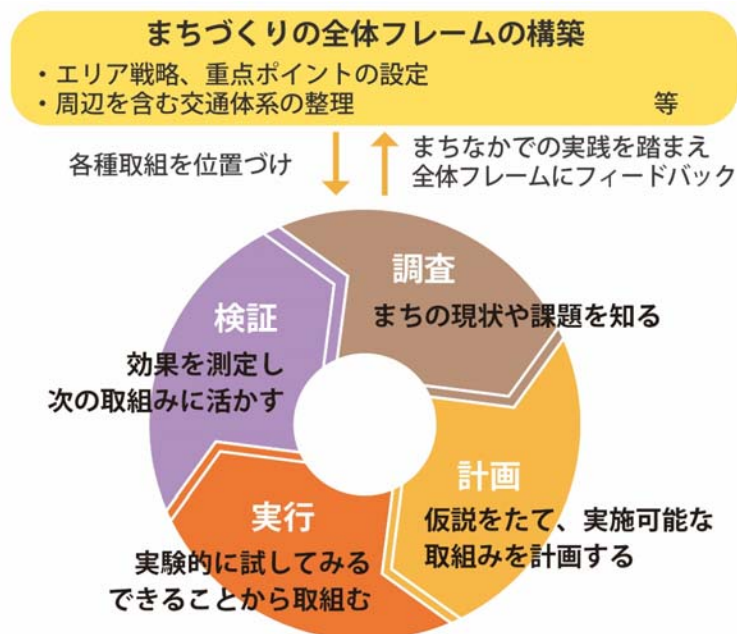 まちづくりの全体フレームの構築
・エリア戦略、重点ポイントの設定
・周辺を含む交通体系の整理 等
各種取組を位置づけ
まちなかでの実践を踏まえ
全体フレームにフィードバック
調査
まちの現状や課題を知る
計画
仮説をたて、実施可能な
取組みを計画する
実行
実験的に試してみる
できることから取組む
検証
効果を測定し
次の取組みに活かす